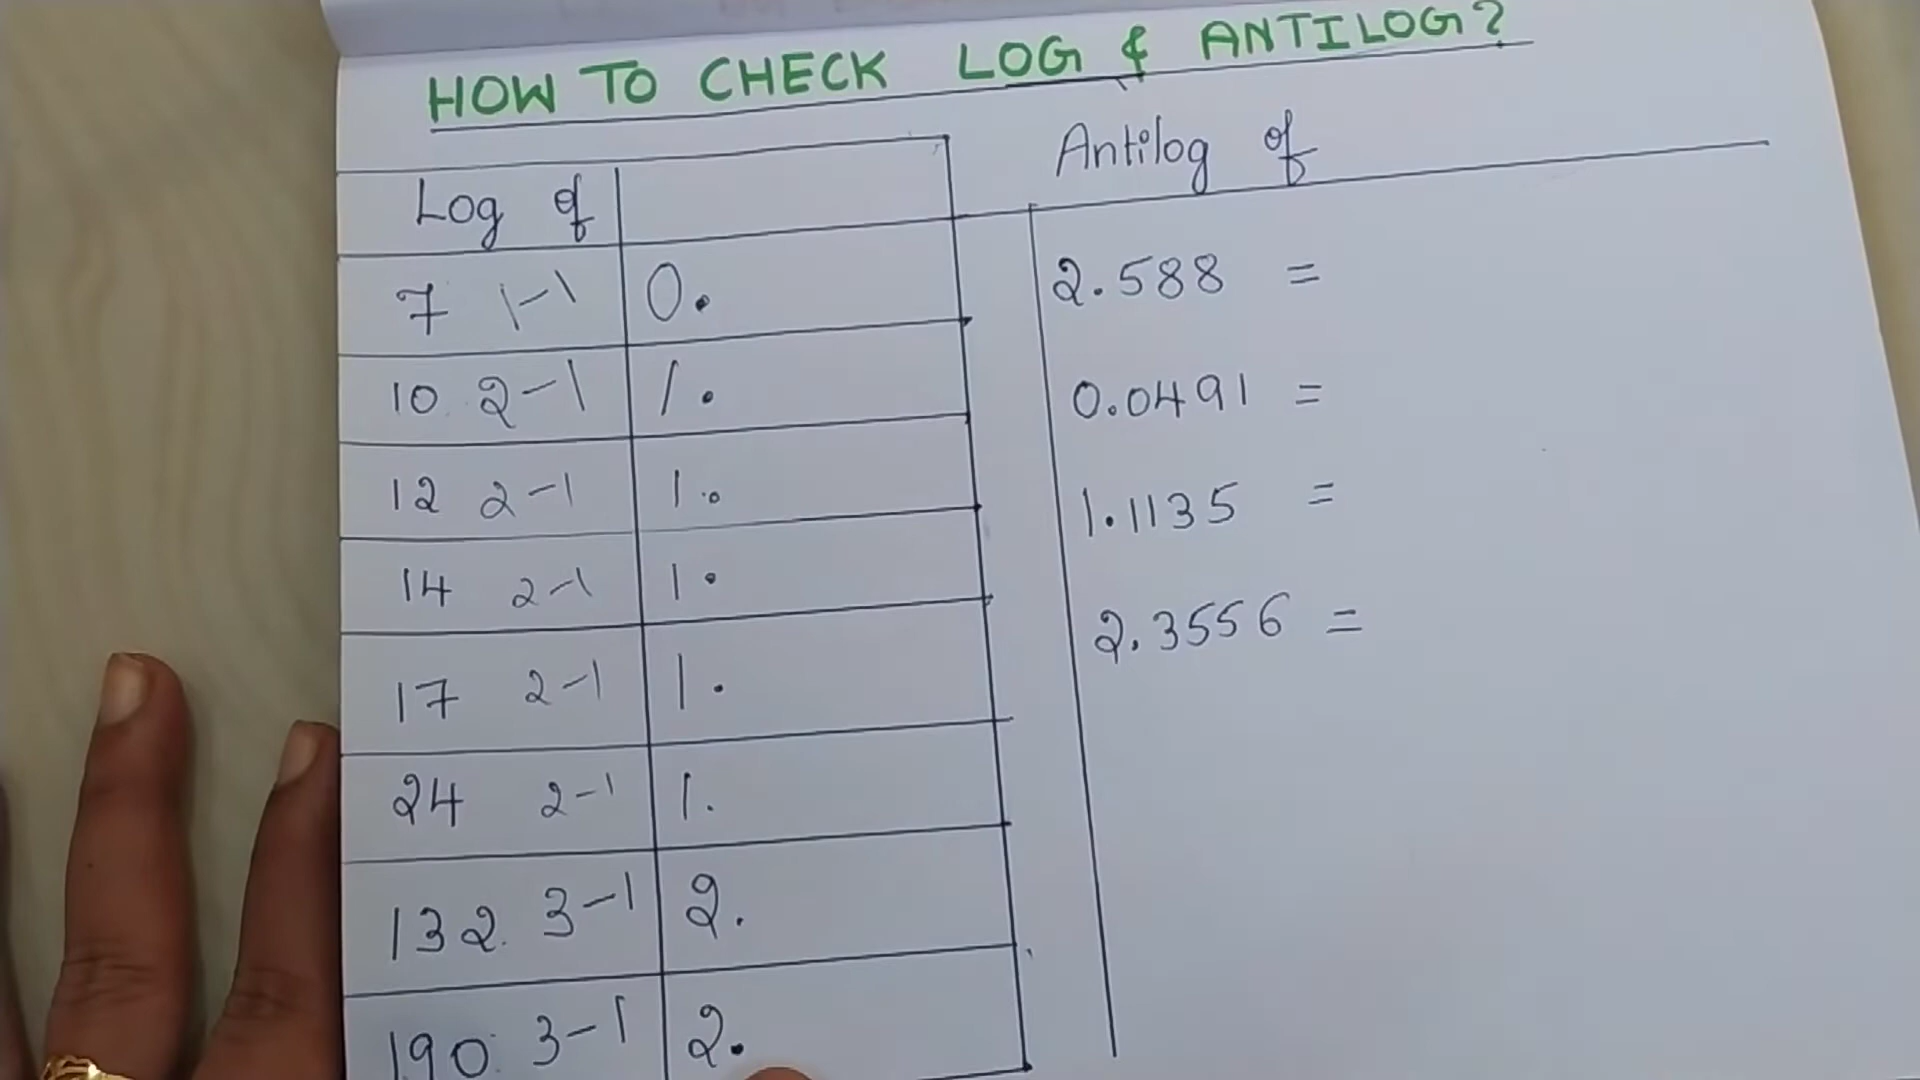 HOW TO CHECK LOG & ANTILOG?
Log of
7 1-1 0.
10 2-1 1.
12 2-1 1.
14 2-1 1.
17 2-1 1.
24 2-1 1.
132 3-1 2.
190 3-1 2.
Antilog of
2.588 =
0.0491 =
1.1135 =
2.3556 =